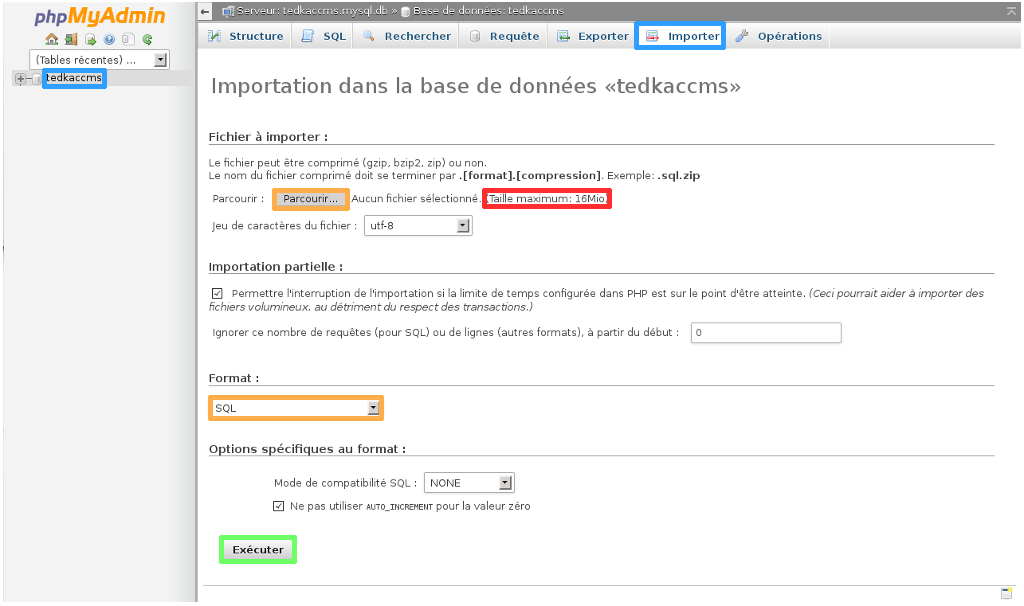 phpMyAdmin
(Tables récentes) ...
tedkaccms
Serveur: tedkaccms.mysql.db » Base de données: tedkaccms
Structure SQL Rechercher Requête Exporter Importer Opérations
Importation dans la base de données «tedkaccms»
Fichier à importer :
Le fichier peut être comprimé (gzip, bzip2, zip) ou non.
Le nom du fichier comprimé doit se terminer par .[format].[compression]. Exemple: .sql.zip
Parcourir : Parcourir... Aucun fichier sélectionné. (Taille maximum: 16Mio)
Jeu de caractères du fichier : utf-8
Importation partielle :
Permettre l'interruption de l'importation si la limite de temps configurée dans PHP est sur le point d'être atteinte. (Ceci pourrait aider à importer des
fichiers volumineux, au détriment du respect des transactions.)
Ignorer ce nombre de requêtes (pour SQL) ou de lignes (autres formats), à partir du début : 0
Format :
SQL
Options spécifiques au format :
Mode de compatibilité SQL : NONE
Ne pas utiliser AUTO_INCREMENT pour la valeur zéro
Exécuter